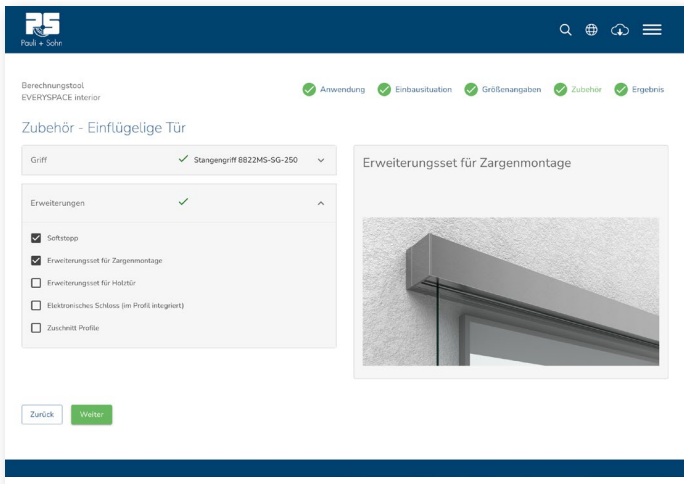 PS
Pauli + Sohn
Berechnungstool
EVERYSPACE interior
Anwendung Einbausituation Größenangaben Zubehör Ergebnis
Zubehör - Einflügelige Tür
Griff Stangengriff 8822MS-SG-250
Erweiterungen
Softstopp
Erweiterungsset für Zargenmontage
Erweiterungsset für Holztür
Elektronisches Schloss (im Profil integriert)
Zuschnitt Profile
Erweiterungsset für Zargenmontage
Zurück Weiter